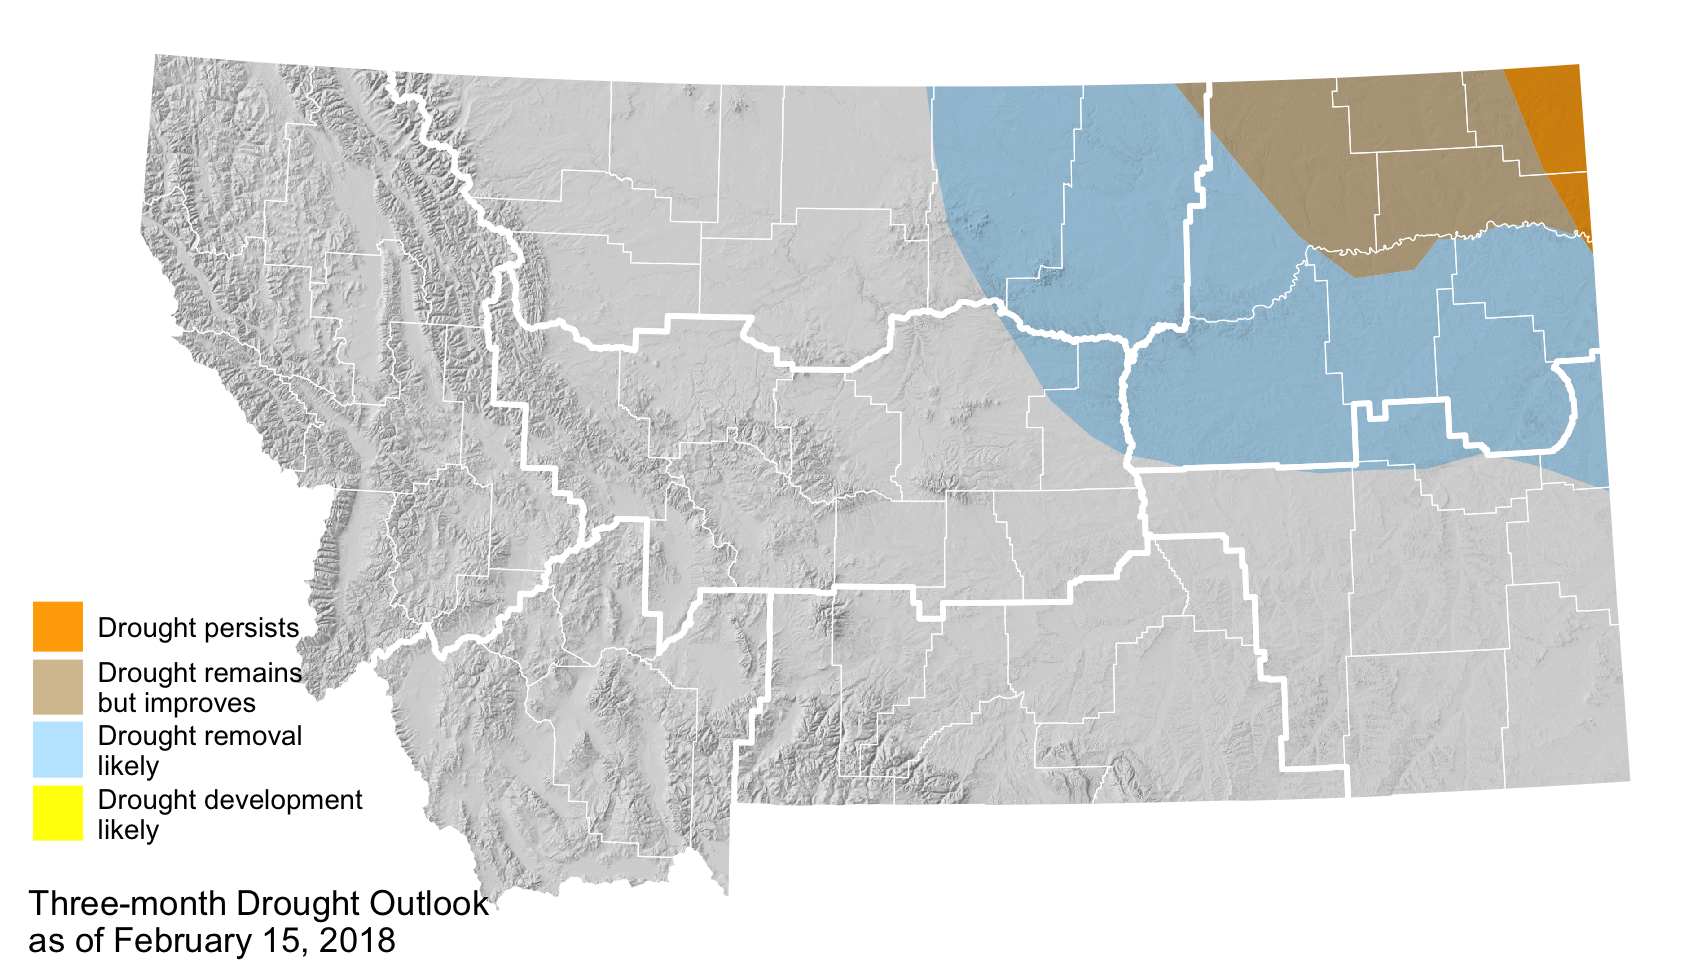 Drought persists
Drought remains
but improves
Drought removal
likely
Drought development
likely
Three-month Drought Outlook
as of February 15, 2018